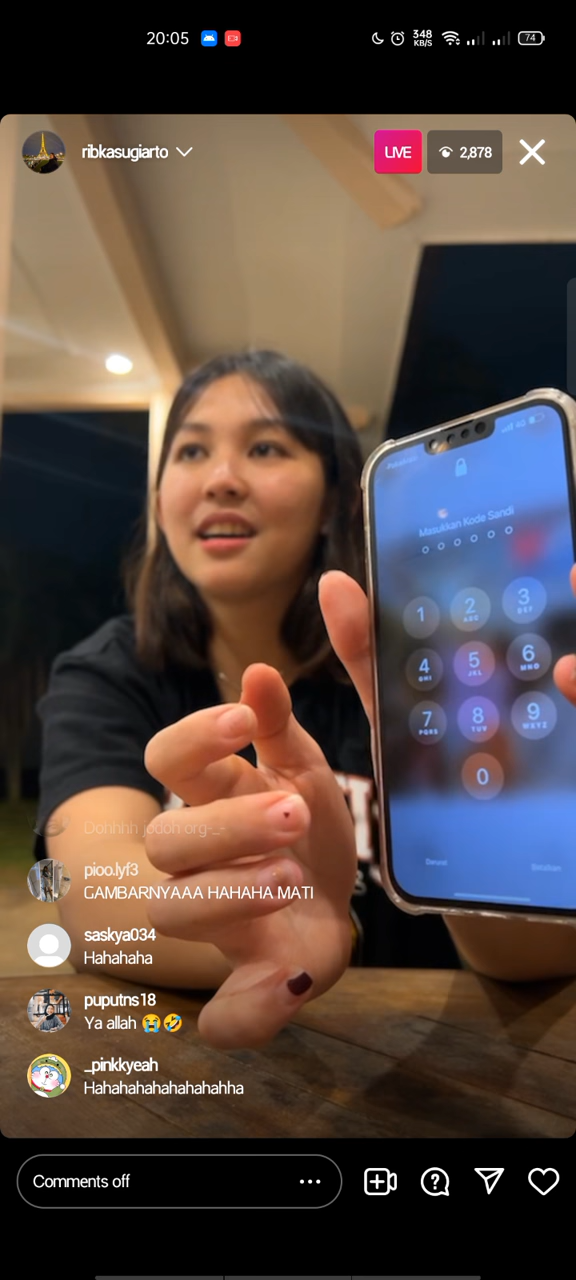 20:05
348
KB/S
74
ribkasugiarto
LIVE
2,878
Masukkan Kode Sandi
1
2
ABC
3
DEF
4
GHI
5
JKL
6
MNO
7
PQRS
8
TUV
9
WXYZ
0
Darurat
Batalkan
Dohhhh jodoh org-_-
pioo.lyf3
GAMBARNYAAA HAHAHA MATI
saskya034
Hahahaha
puputns18
Ya allah 😭🤣
_pinkkyeah
Hahahahahahahahahha
Comments off